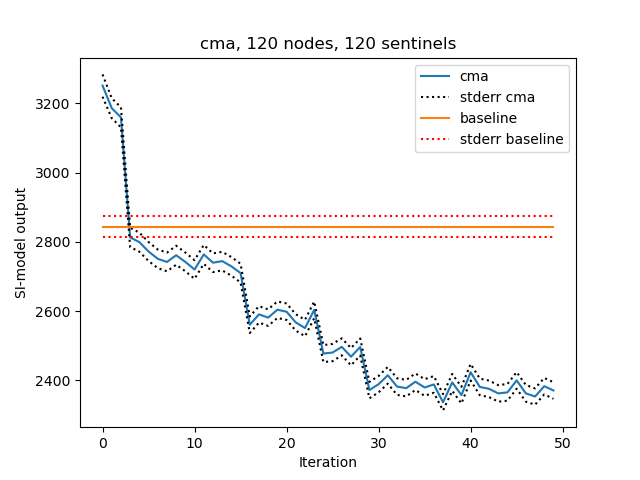 cma, 120 nodes, 120 sentinels
cma
stderr cma
baseline
stderr baseline
SI-model output
3200
3000
2800
2600
2400
0 10 20 30 40 50
Iteration